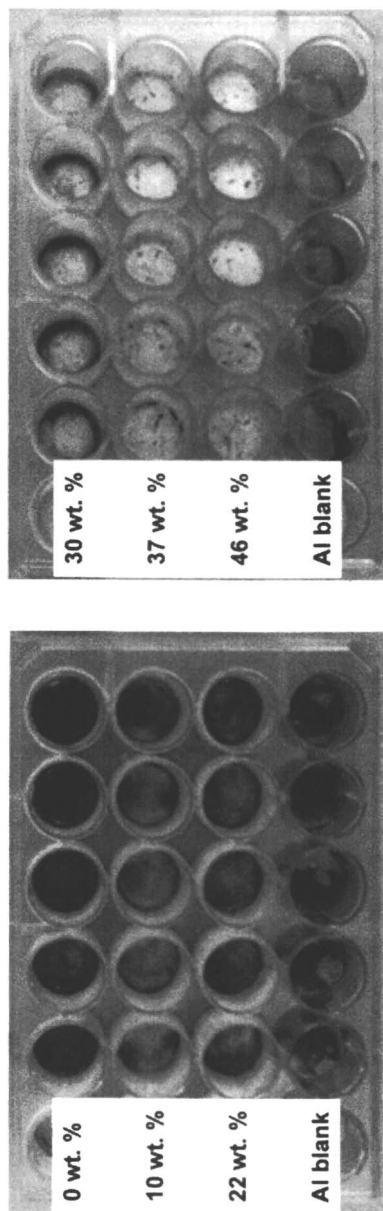 0 wt. %
10 wt. %
22 wt. %
Al blank
30 wt. %
37 wt. %
46 wt. %
Al blank